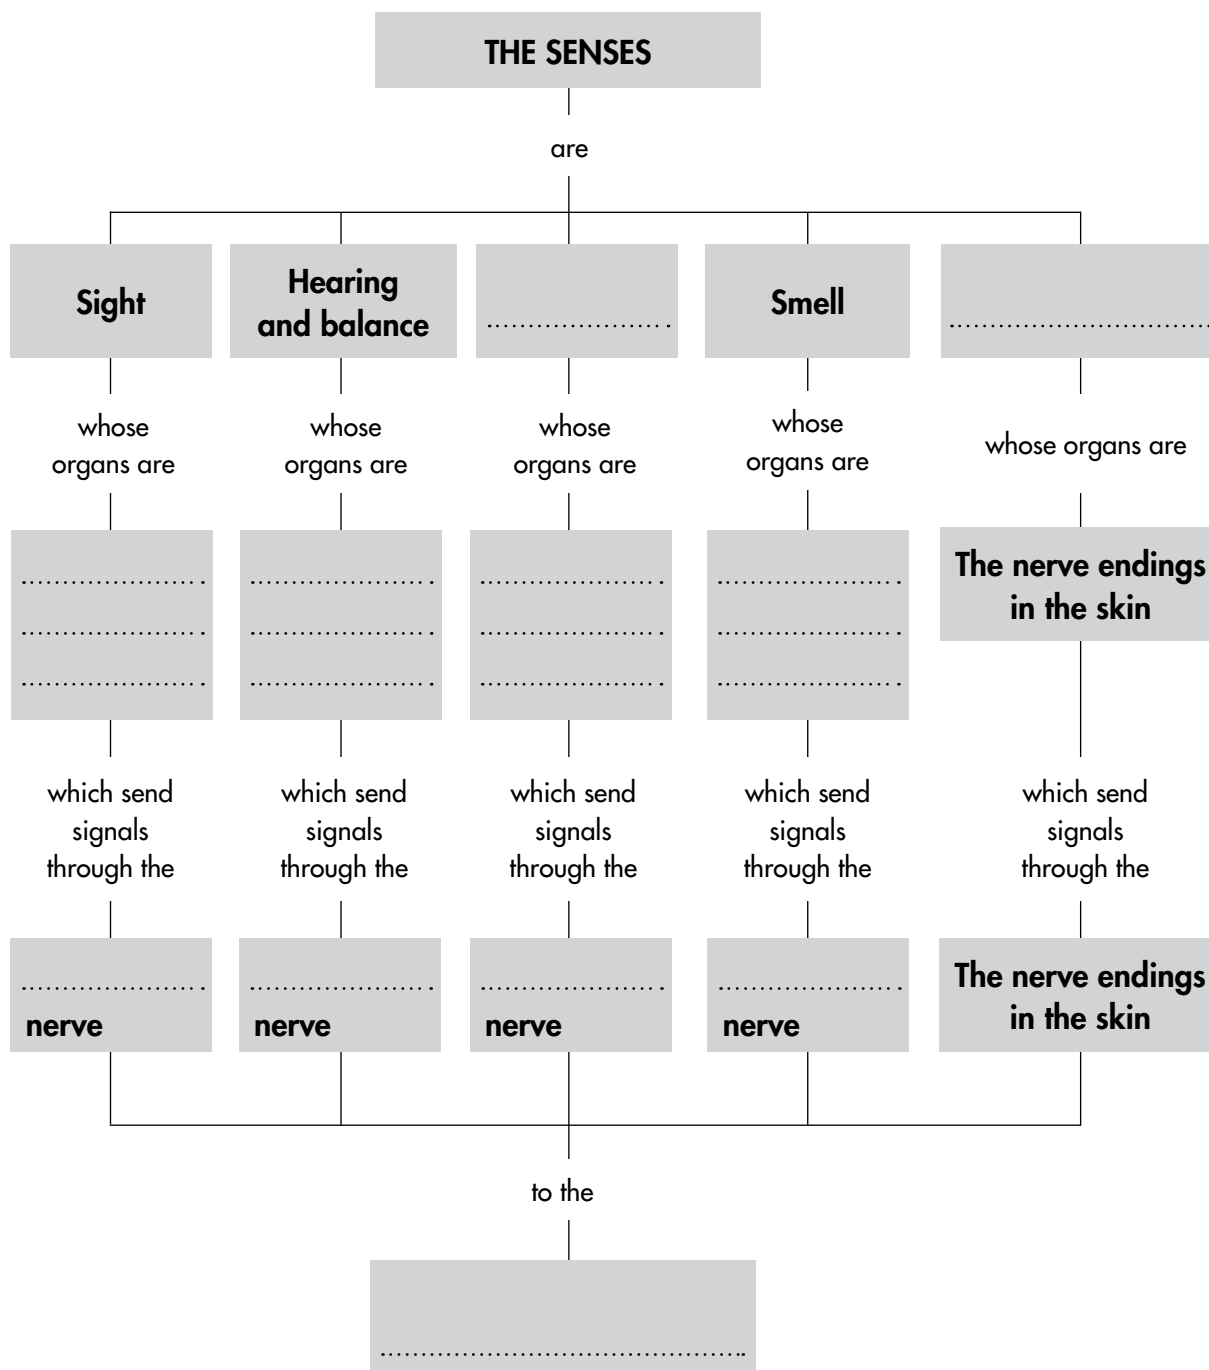 THE SENSES
are
Sight
Hearing
and balance
.....................
Smell
..............................
whose
organs are
whose
organs are
whose
organs are
whose
organs are
whose organs are
.....................
.....................
.....................
.....................
.....................
.....................
.....................
.....................
.....................
.....................
.....................
.....................
The nerve endings
in the skin
which send
signals
through the
which send
signals
through the
which send
signals
through the
which send
signals
through the
which send
signals
through the
.....................
nerve
.....................
nerve
.....................
nerve
.....................
nerve
The nerve endings
in the skin
to the
..........................................